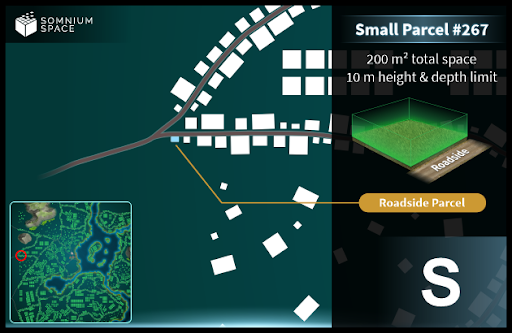 SOMNIUM
SPACE
Small Parcel #267
200 m² total space
10 m height & depth limit
Roadside
Roadside Parcel
S